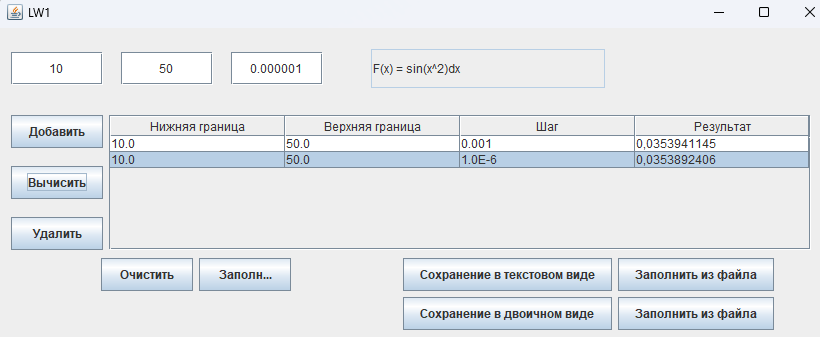 LW1
10 50 0.000001 F(x) = sin(x^2)dx
Добавить
Нижняя граница Верхняя граница Шаг Результат
10.0 50.0 0.001 0,0353941145
10.0 50.0 1.0E-6 0,0353892406
Вычисить
Удалить
Очистить Заполн... Сохранение в текстовом виде Заполнить из файла
Сохранение в двоичном виде Заполнить из файла